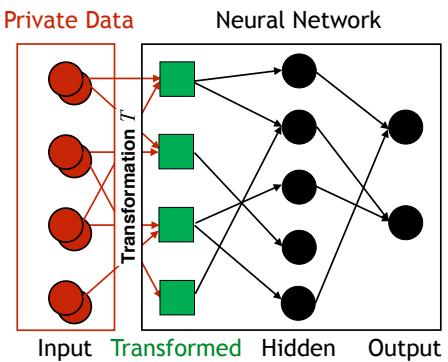 Private Data
Neural Network
Transformation T
Input
Transformed
Hidden
Output